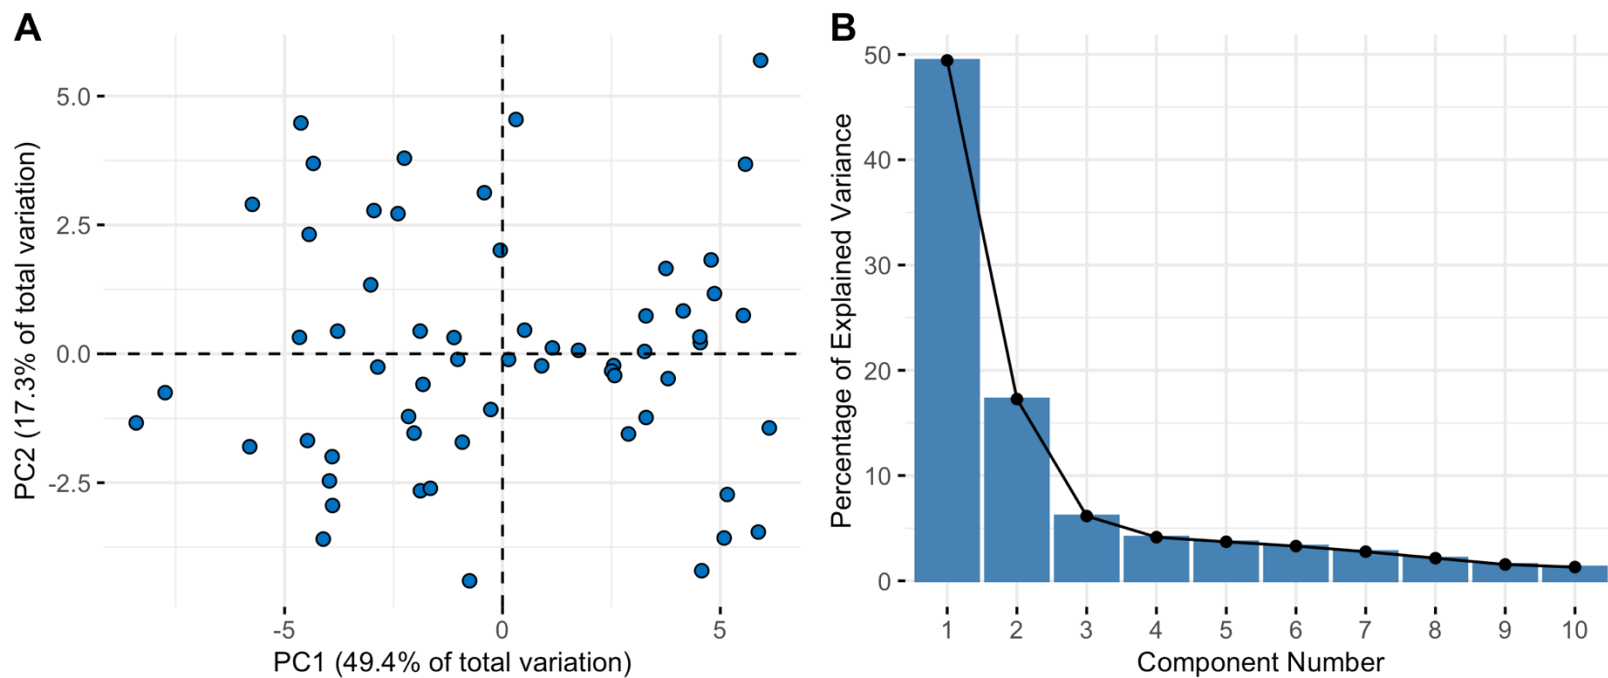 A
PC2 (17.3% of total variation)
5.0
2.5
0.0
-2.5
-5 0 5
PC1 (49.4% of total variation)
B
Percentage of Explained Variance
50
40
30
20
10
0
1 2 3 4 5 6 7 8 9 10
Component Number